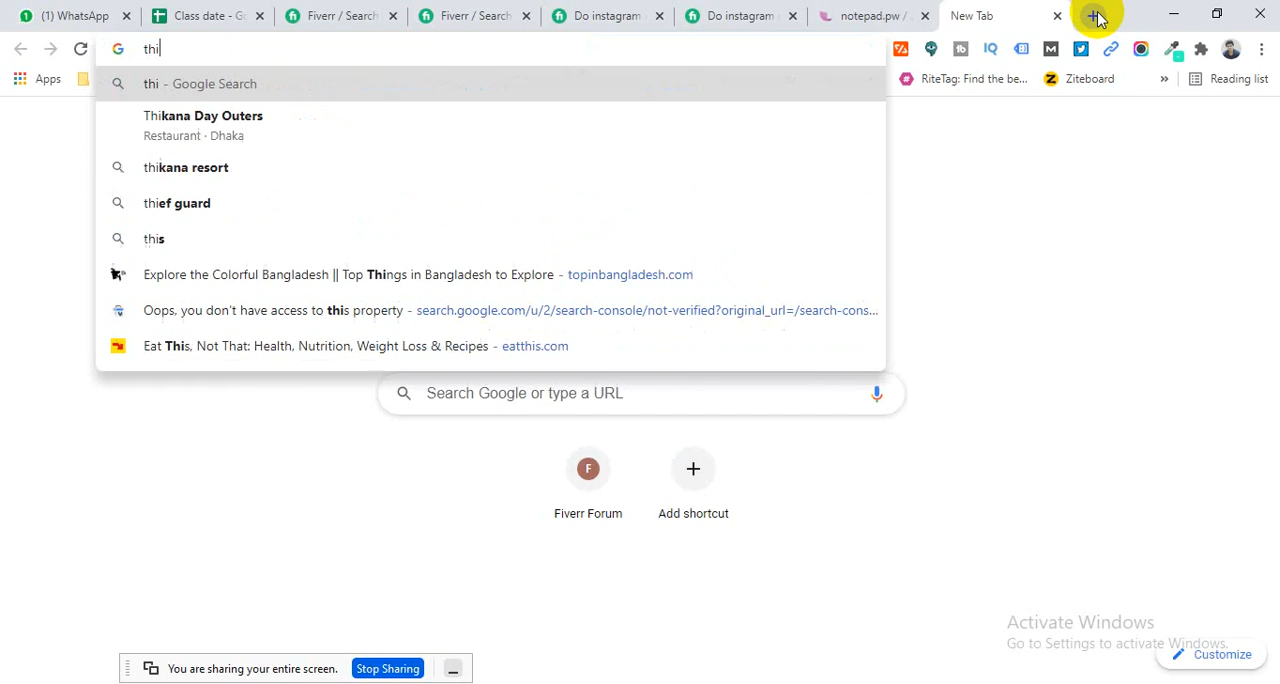 (1) WhatsApp
Class date - Go
Fiverr / Search
Fiverr / Search
Do instagram
Do instagram
notepad.pw /
New Tab
thi
Apps
RiteTag: Find the be...
Ziteboard
»
Reading list
thi - Google Search
Thikana Day Outers
Restaurant · Dhaka
thikana resort
thief guard
this
Explore the Colorful Bangladesh || Top Things in Bangladesh to Explore - topinbangladesh.com
Oops, you don't have access to this property - search.google.com/u/2/search-console/not-verified?original_url=/search-cons...
Eat This, Not That: Health, Nutrition, Weight Loss & Recipes - eatthis.com
Search Google or type a URL
F
Fiverr Forum
Add shortcut
Activate Windows
Go to Settings to activate Windows.
Customize
You are sharing your entire screen.
Stop Sharing